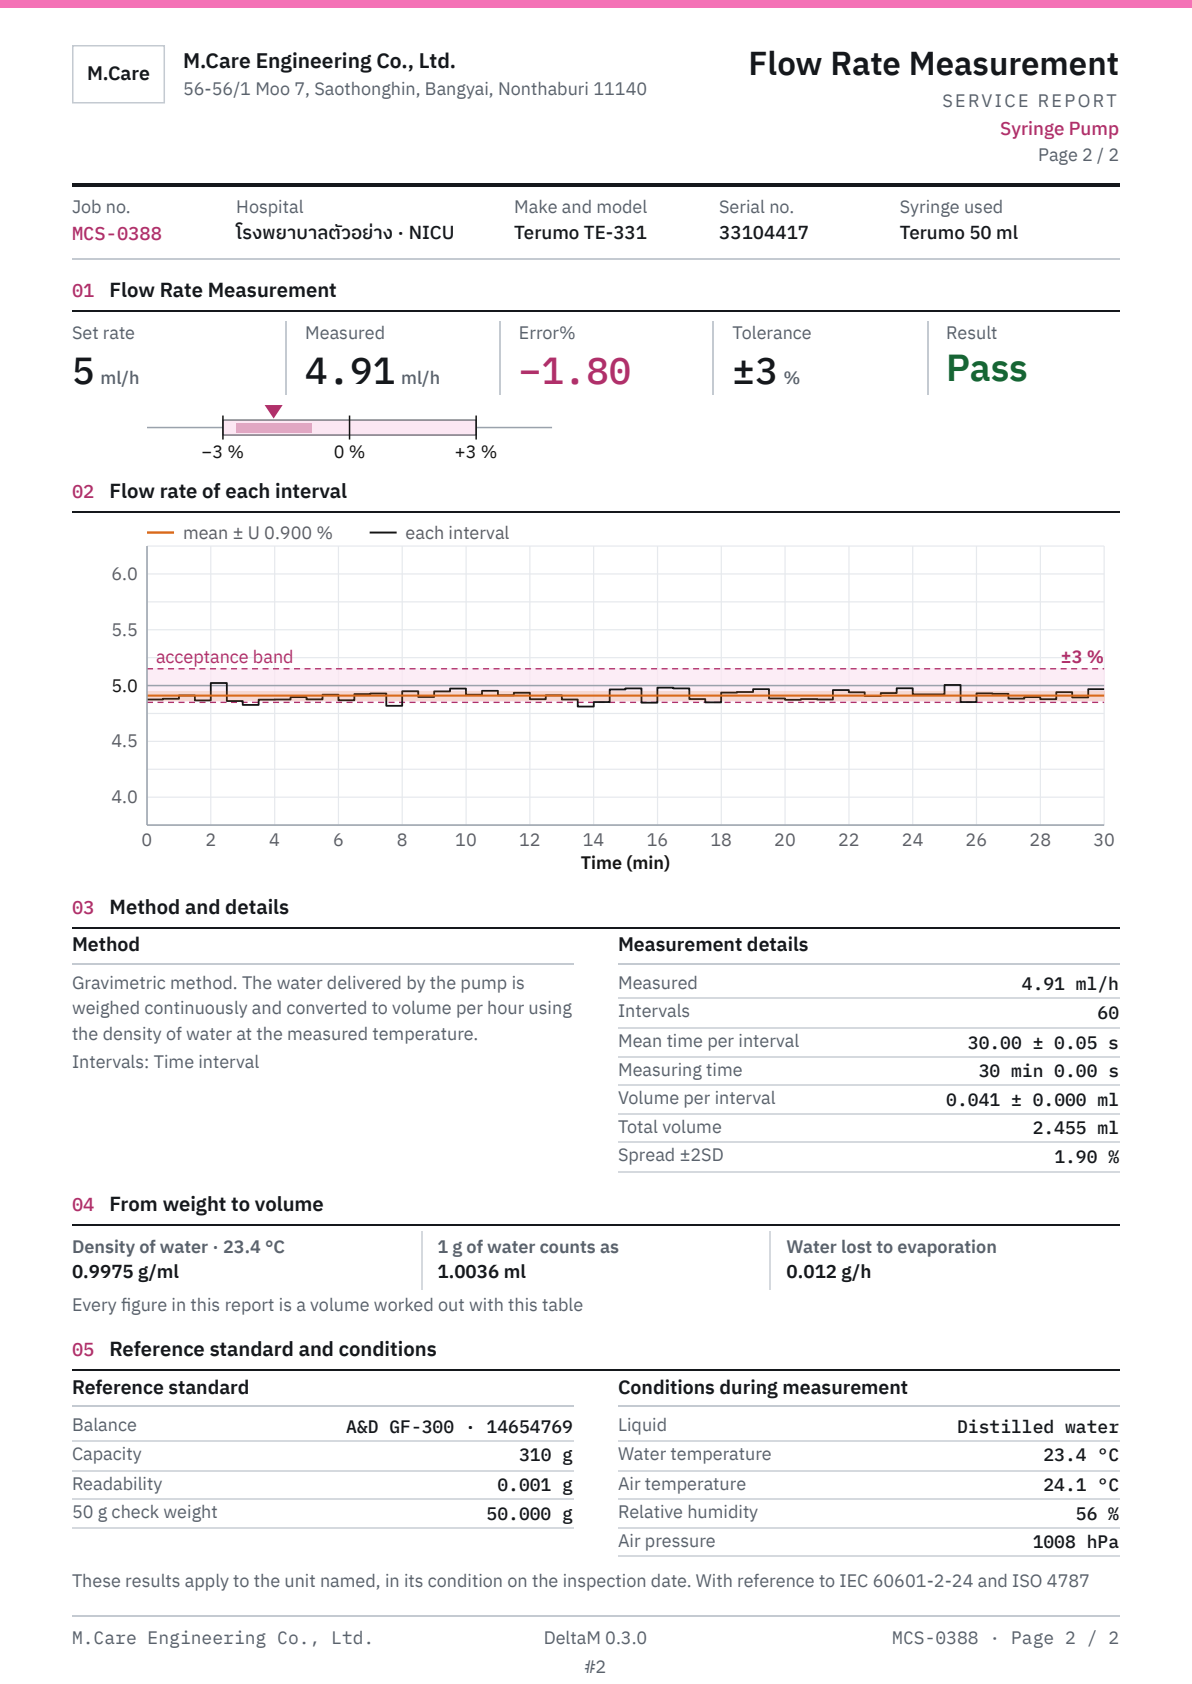 M.Care
M.Care Engineering Co., Ltd.
56-56/1 Moo 7, Saothonghin, Bangyai, Nonthaburi 11140
Flow Rate Measurement
SERVICE REPORT
Syringe Pump
Page 2 / 2
Job no. Hospital Make and model Serial no. Syringe used
MCS-0388 โรงพยาบาลตัวอย่าง · NICU Terumo TE-331 33104417 Terumo 50 ml
01 Flow Rate Measurement
Set rate Measured Error% Tolerance Result
5 ml/h 4.91 ml/h −1.80 ±3 % Pass
−3 % 0 % +3 %
02 Flow rate of each interval
mean ± U 0.900 % each interval
6.0
5.5
acceptance band ±3 %
5.0
4.5
4.0
0 2 4 6 8 10 12 14 16 18 20 22 24 26 28 30
Time (min)
03 Method and details
Method
Gravimetric method. The water delivered by the pump is
weighed continuously and converted to volume per hour using
the density of water at the measured temperature.
Intervals: Time interval
Measurement details
Measured 4.91 ml/h
Intervals 60
Mean time per interval 30.00 ± 0.05 s
Measuring time 30 min 0.00 s
Volume per interval 0.041 ± 0.000 ml
Total volume 2.455 ml
Spread ±2SD 1.90 %
04 From weight to volume
Density of water · 23.4 °C 1 g of water counts as Water lost to evaporation
0.9975 g/ml 1.0036 ml 0.012 g/h
Every figure in this report is a volume worked out with this table
05 Reference standard and conditions
Reference standard
Balance A&D GF-300 · 14654769
Capacity 310 g
Readability 0.001 g
50 g check weight 50.000 g
Conditions during measurement
Liquid Distilled water
Water temperature 23.4 °C
Air temperature 24.1 °C
Relative humidity 56 %
Air pressure 1008 hPa
These results apply to the unit named, in its condition on the inspection date. With reference to IEC 60601-2-24 and ISO 4787
M.Care Engineering Co., Ltd. DeltaM 0.3.0 MCS-0388 · Page 2 / 2
#2